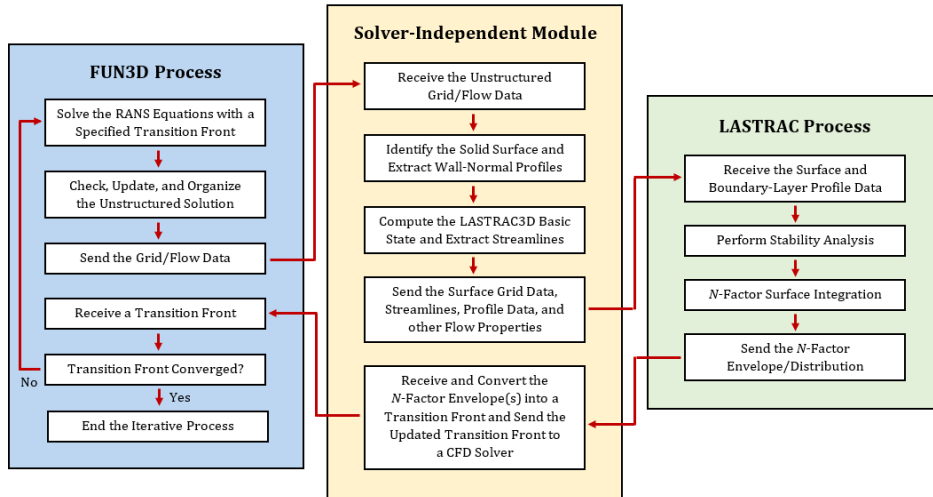 FUN3D Process
Solve the RANS Equations with a
Specified Transition Front
Check, Update, and Organize
the Unstructured Solution
Send the Grid/Flow Data
Receive a Transition Front
Transition Front Converged?
No
Yes
End the Iterative Process
Solver-Independent Module
Receive the Unstructured
Grid/Flow Data
Identify the Solid Surface and
Extract Wall-Normal Profiles
Compute the LASTRAC3D Basic
State and Extract Streamlines
Send the Surface Grid Data,
Streamlines, Profile Data, and
other Flow Properties
Receive and Convert the
N-Factor Envelope(s) into a
Transition Front and Send the
Updated Transition Front to
a CFD Solver
LASTRAC Process
Receive the Surface and
Boundary-Layer Profile Data
Perform Stability Analysis
N-Factor Surface Integration
Send the N-Factor
Envelope/Distribution